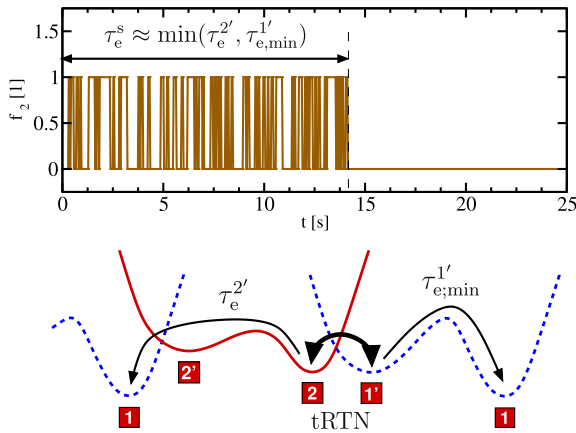 1.5
τ_e^s ≈ min(τ_e^{2'}, τ_{e,min}^{1'})
1
f_2 [1]
0.5
0
0 5 10 15 20 25
t [s]
τ_e^{2'} τ_{e;min}^{1'}
2'
2 1'
1 1
tRTN